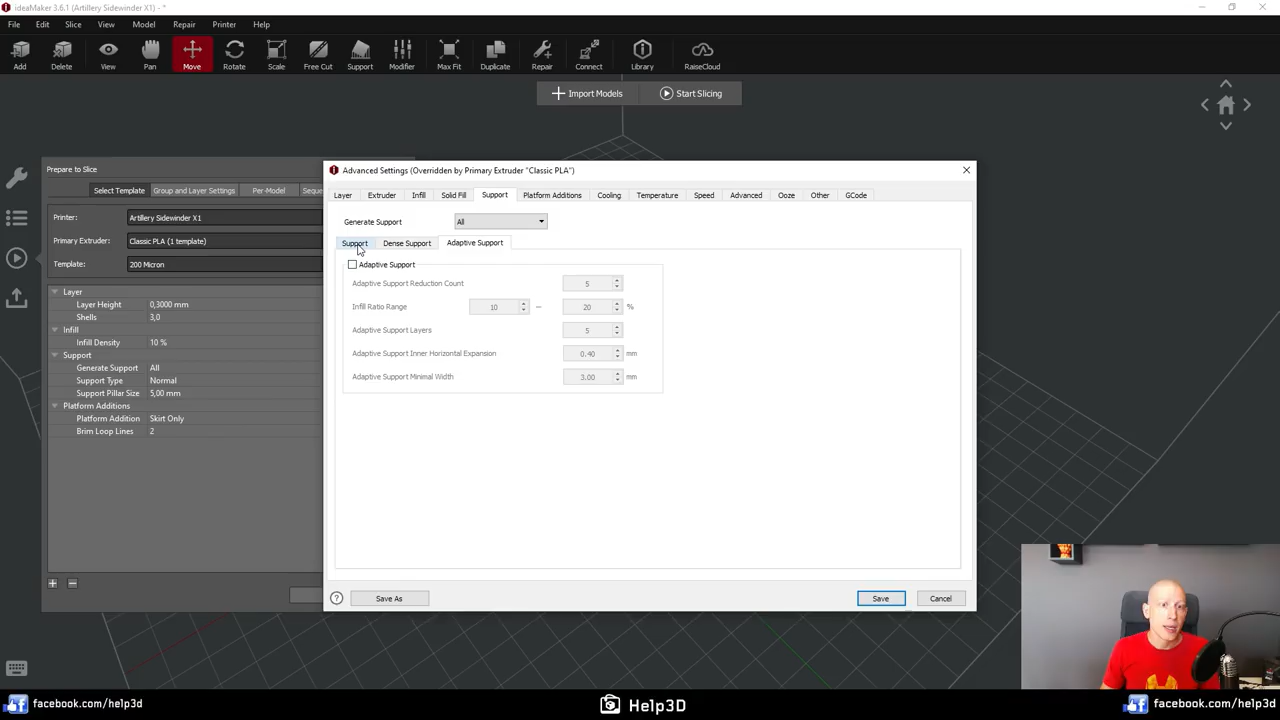 ideaMaker 3.6.1 (Artillery Sidewinder X1) - *
File Edit Slice View Model Repair Printer Help
Add Delete View Pan Move Rotate Scale Free Cut Support Modifier Max Fit Duplicate Repair Connect Library RaiseCloud
Import Models Start Slicing
Prepare to Slice
Select Template Group and Layer Settings Per-Model
Printer: Artillery Sidewinder X1
Primary Extruder: Classic PLA (1 template)
Template: 200 Micron
Layer
Layer Height 0,3000 mm
Shells 3,0
Infill
Infill Density 10 %
Support
Generate Support All
Support Type Normal
Support Pillar Size 5,00 mm
Platform Additions
Platform Addition Skirt Only
Brim Loop Lines 2
Advanced Settings (Overridden by Primary Extruder "Classic PLA")
Layer Extruder Infill Solid Fill Support Platform Additions Cooling Temperature Speed Advanced Ooze Other GCode
Generate Support All
Support Dense Support Adaptive Support
Adaptive Support
Adaptive Support Reduction Count 5
Infill Ratio Range 10 — 20 %
Adaptive Support Layers 5
Adaptive Support Inner Horizontal Expansion 0.40 mm
Adaptive Support Minimal Width 3.00 mm
? Save As Save Cancel
f facebook.com/help3d Help3D f facebook.com/help3d